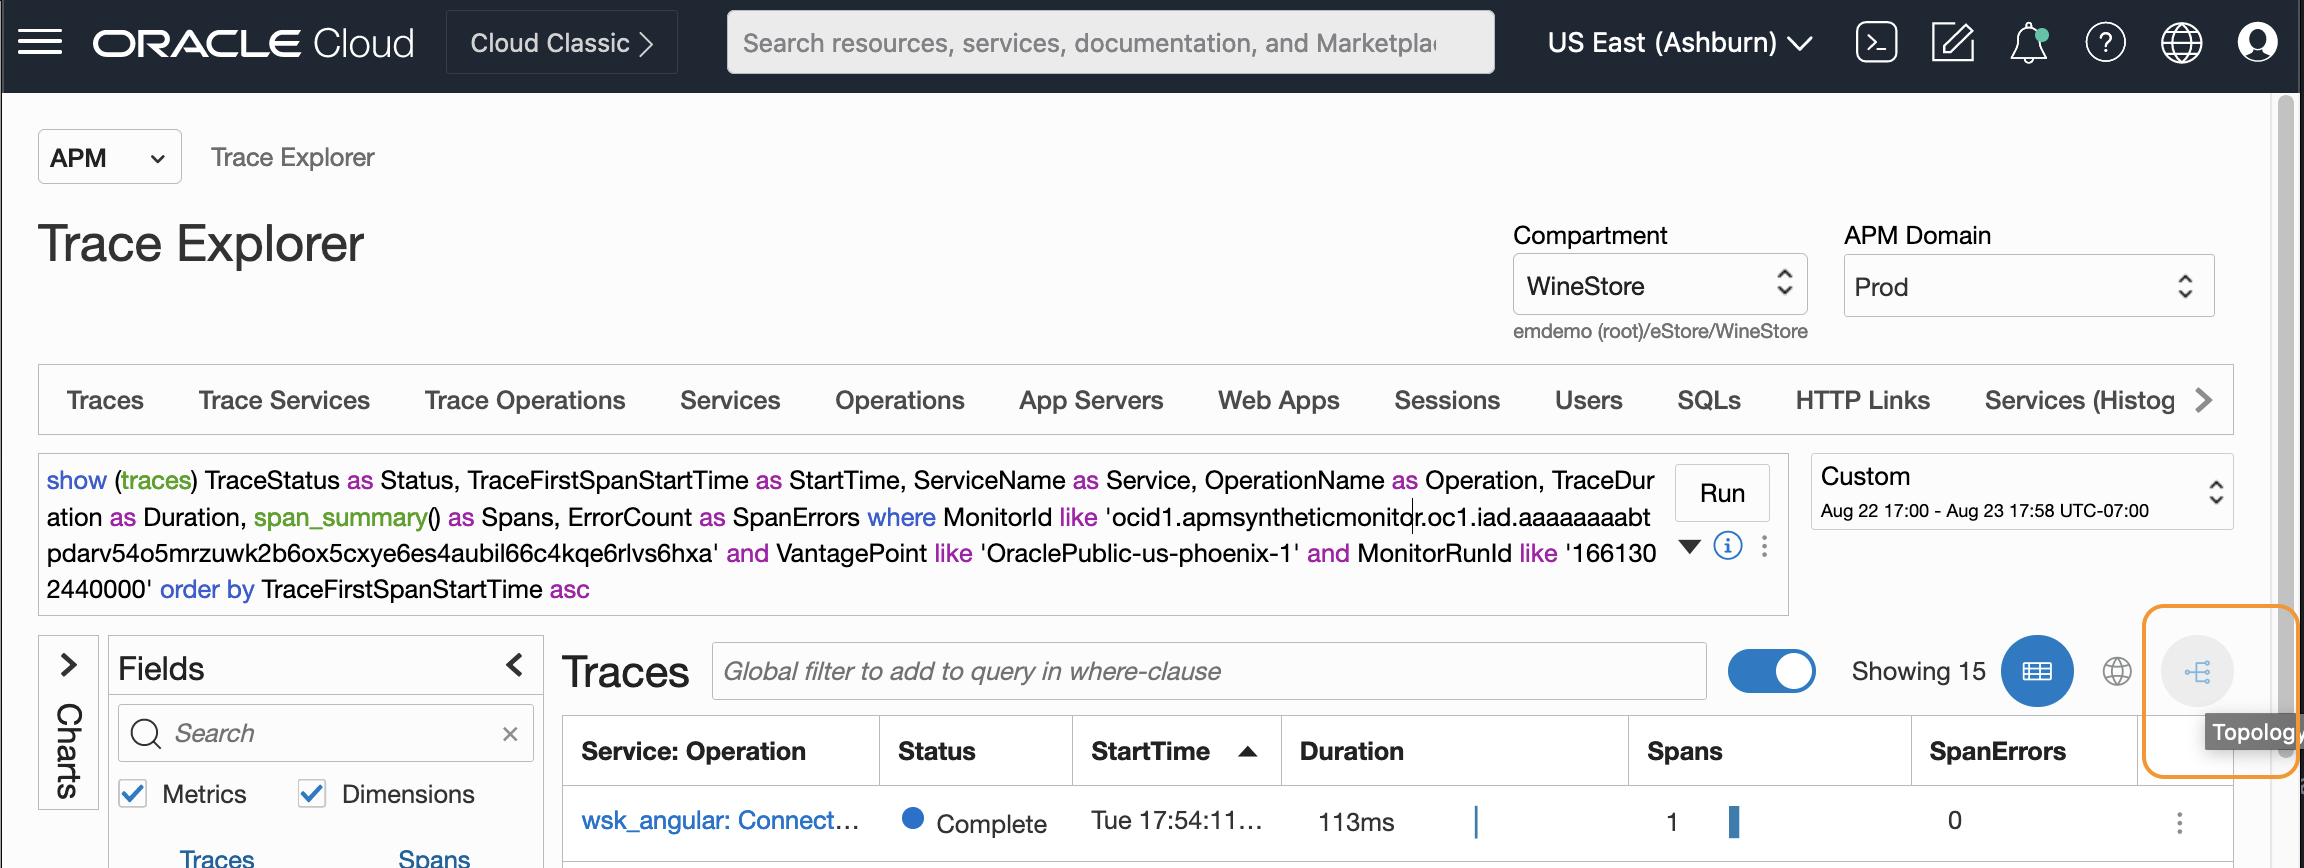 ORACLE Cloud
Cloud Classic
Search resources, services, documentation, and Marketpla
US East (Ashburn)
APM
Trace Explorer
Trace Explorer
Compartment
APM Domain
WineStore
Prod
emdemo (root)/eStore/WineStore
Traces
Trace Services
Trace Operations
Services
Operations
App Servers
Web Apps
Sessions
Users
SQLs
HTTP Links
Services (Histog
show (traces) TraceStatus as Status, TraceFirstSpanStartTime as StartTime, ServiceName as Service, OperationName as Operation, TraceDur
ation as Duration, span_summary() as Spans, ErrorCount as SpanErrors where MonitorId like 'ocid1.apmsyntheticmonitor.oc1.iad.aaaaaaaabt
pdarv54o5mrzuwk2b6ox5cxye6es4aubil66c4kqe6rlvs6hxa' and VantagePoint like 'OraclePublic-us-phoenix-1' and MonitorRunId like '166130
2440000' order by TraceFirstSpanStartTime asc
Run
Custom
Aug 22 17:00 - Aug 23 17:58 UTC-07:00
Charts
Fields
Search
Metrics
Dimensions
Traces
Spans
Traces
Global filter to add to query in where-clause
Showing 15
Topology
Service: Operation
Status
StartTime
Duration
Spans
SpanErrors
wsk_angular: Connect...
Complete
Tue 17:54:11...
113ms
1
0